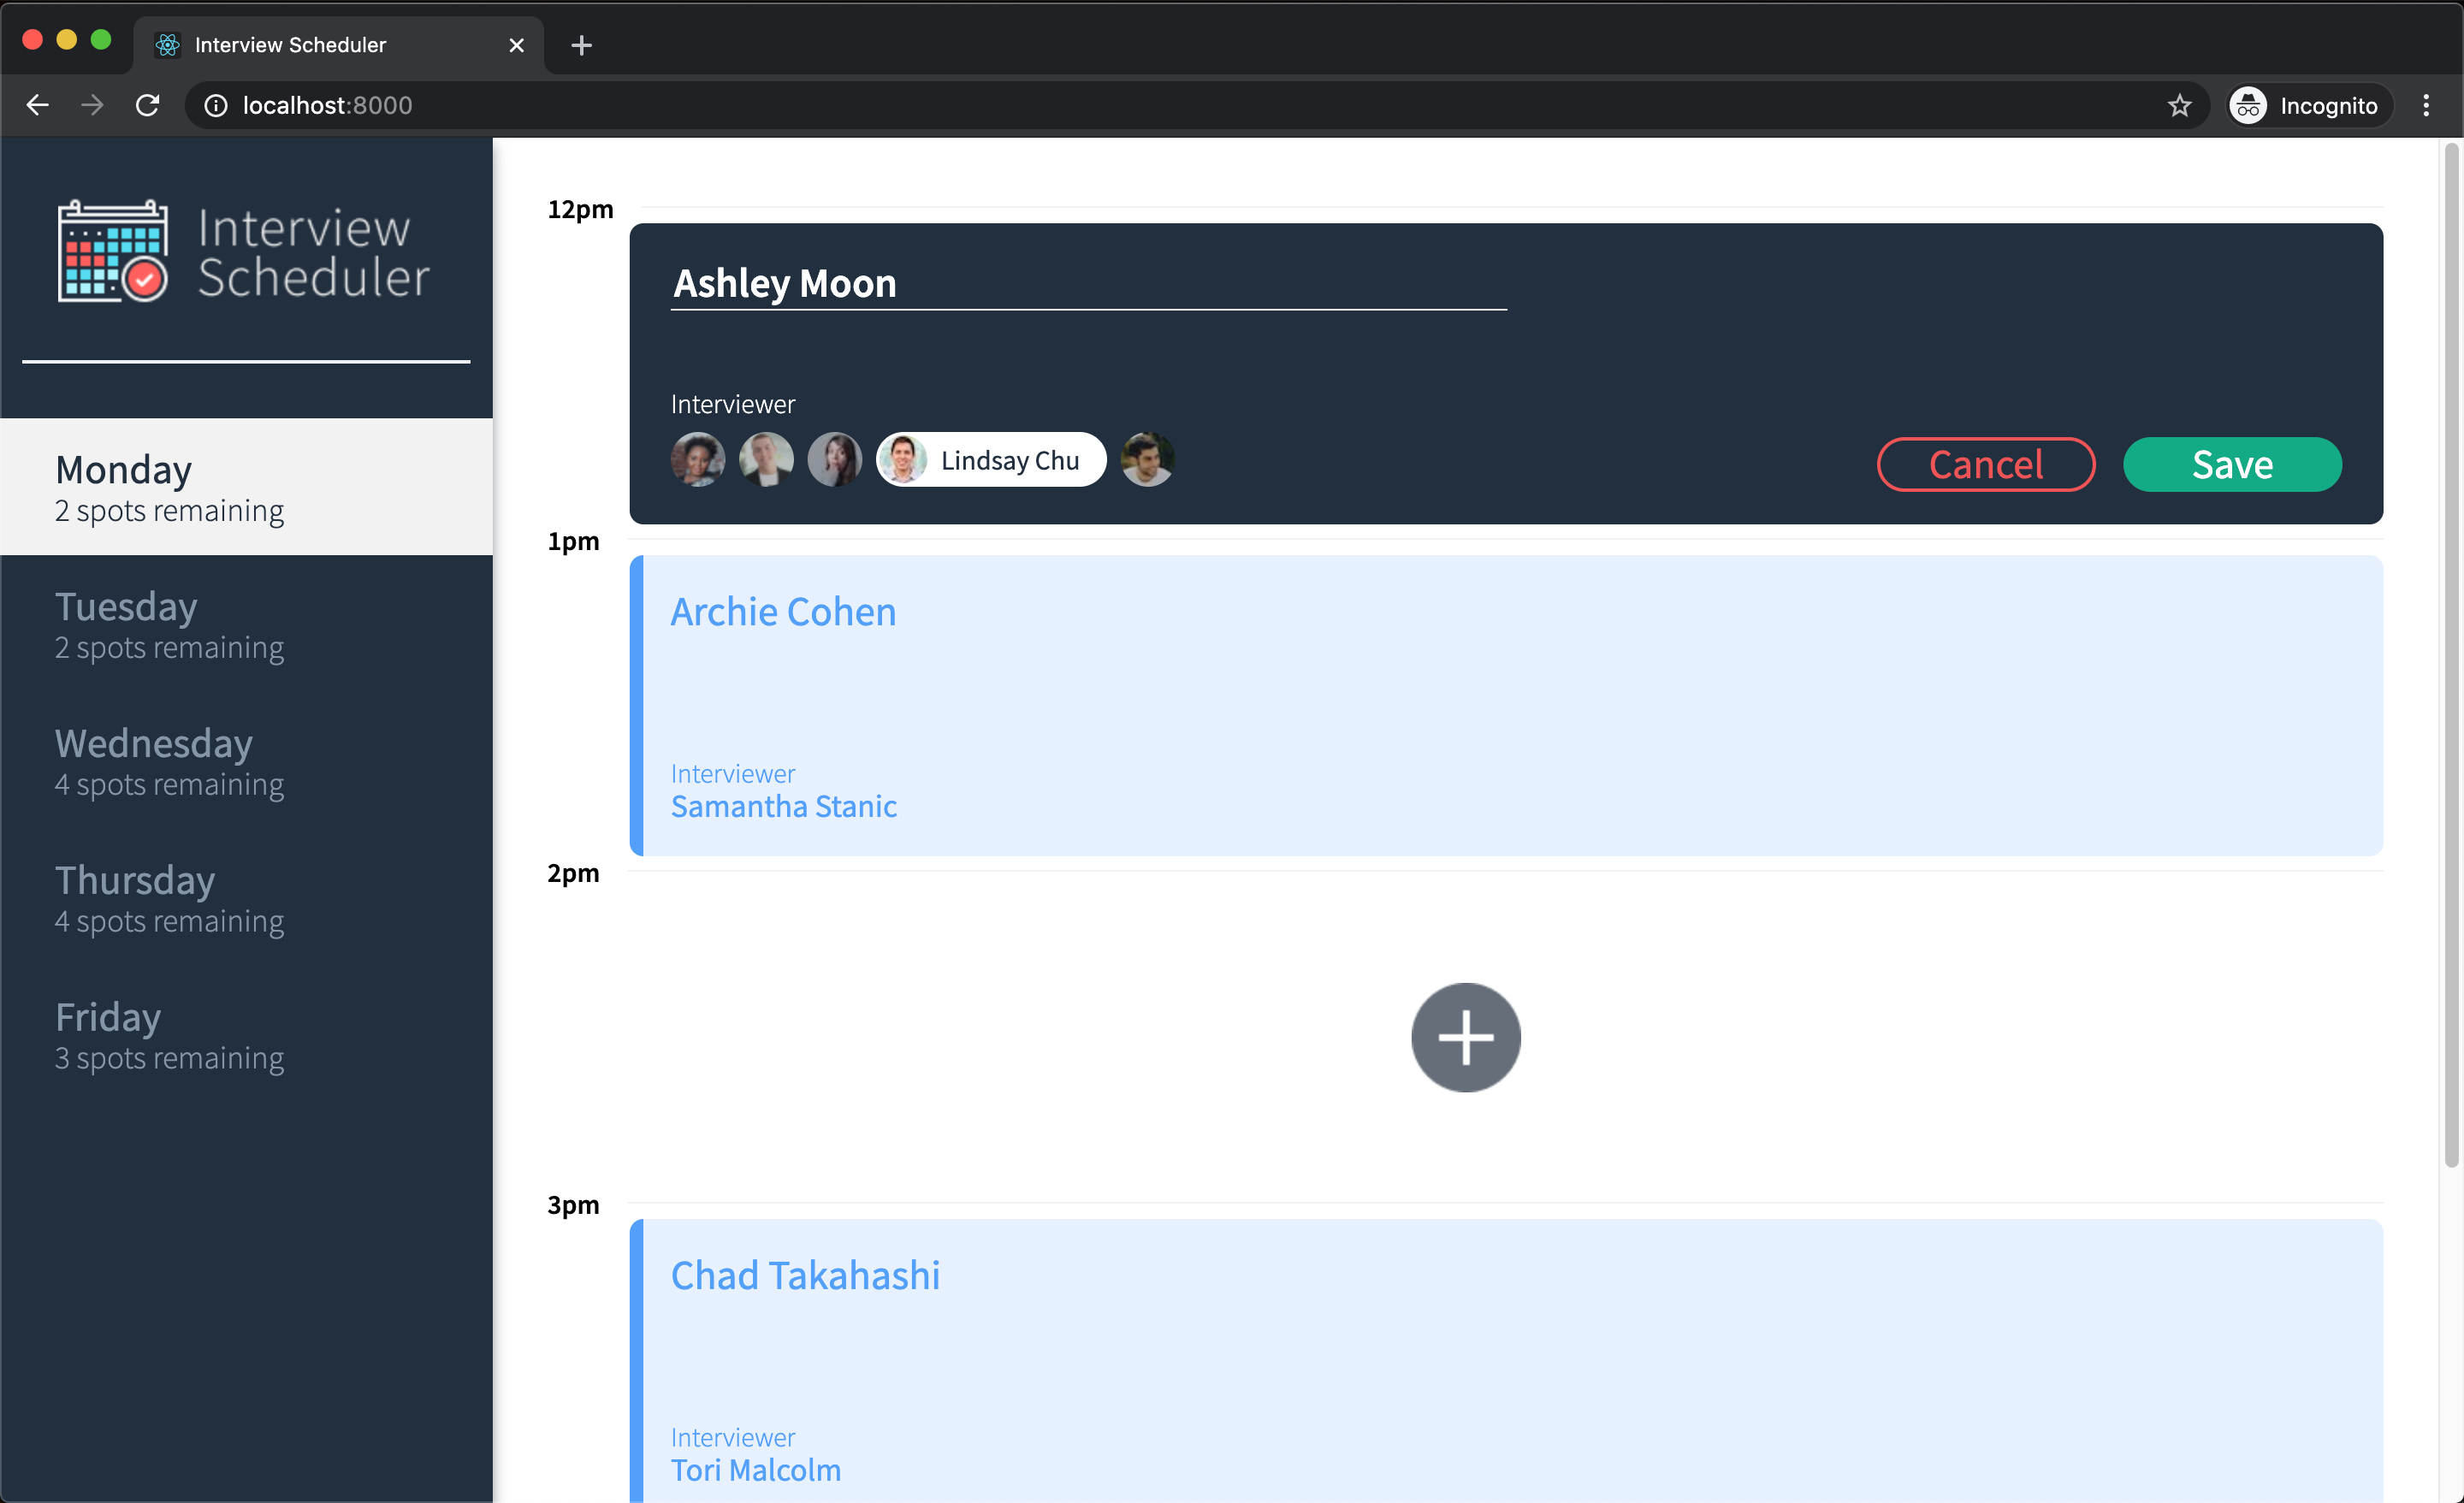 Interview Scheduler
localhost:8000
Incognito
Interview
Scheduler
Monday
2 spots remaining
Tuesday
2 spots remaining
Wednesday
4 spots remaining
Thursday
4 spots remaining
Friday
3 spots remaining
12pm
Ashley Moon
Interviewer
Lindsay Chu
Cancel
Save
1pm
Archie Cohen
Interviewer
Samantha Stanic
2pm
3pm
Chad Takahashi
Interviewer
Tori Malcolm